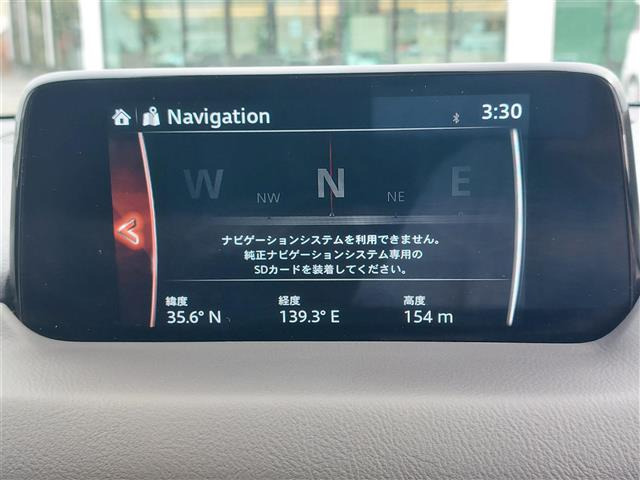 Navigation
3:30
W NW N NE E
ナビゲーションシステムを利用できません。
純正ナビゲーションシステム専用の
SDカードを装着してください。
緯度 経度 高度
35.6° N 139.3° E 154 m